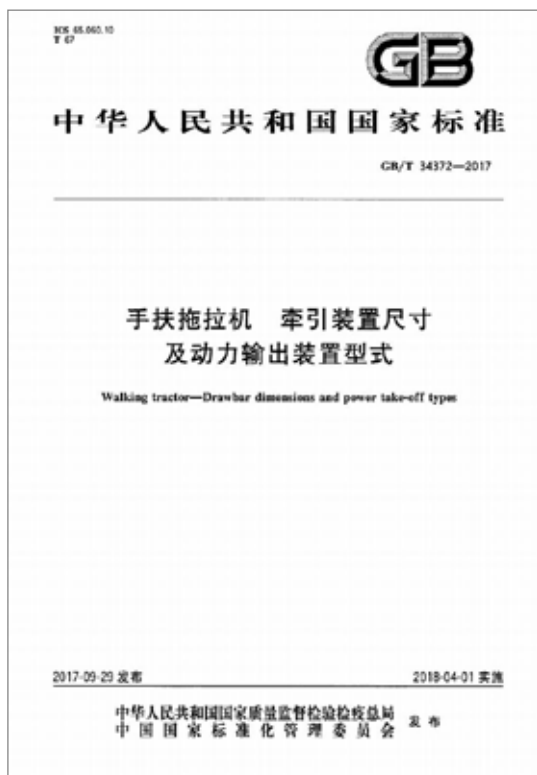 ICS 65.060.10
T 67
GB
中华人民共和国国家标准
GB/T 34372—2017
手扶拖拉机 牵引装置尺寸
及动力输出装置型式
Walking tractor—Drawbar dimensions and power take-off types
2017-09-29 发布
2018-04-01 实施
中华人民共和国国家质量监督检验检疫总局
中国国家标准化管理委员会
发布